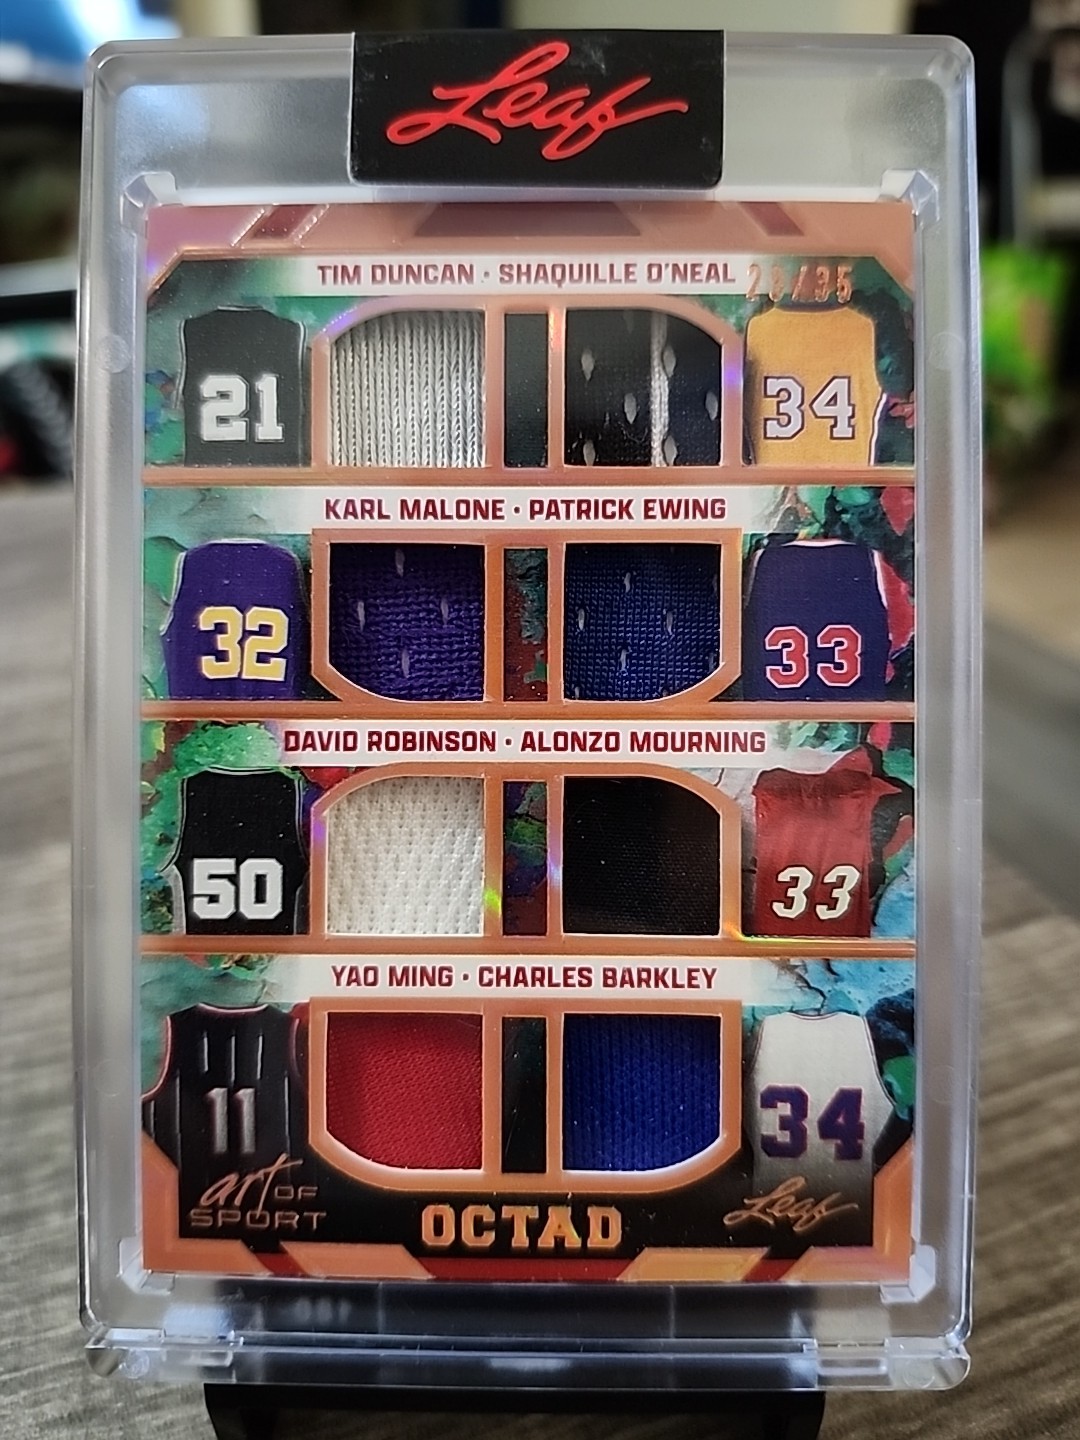 Leaf
TIM DUNCAN · SHAQUILLE O'NEAL
21
34
KARL MALONE · PATRICK EWING
32
33
DAVID ROBINSON · ALONZO MOURNING
50
33
YAO MING · CHARLES BARKLEY
11
34
art OF
SPORT
OCTAD
Leaf